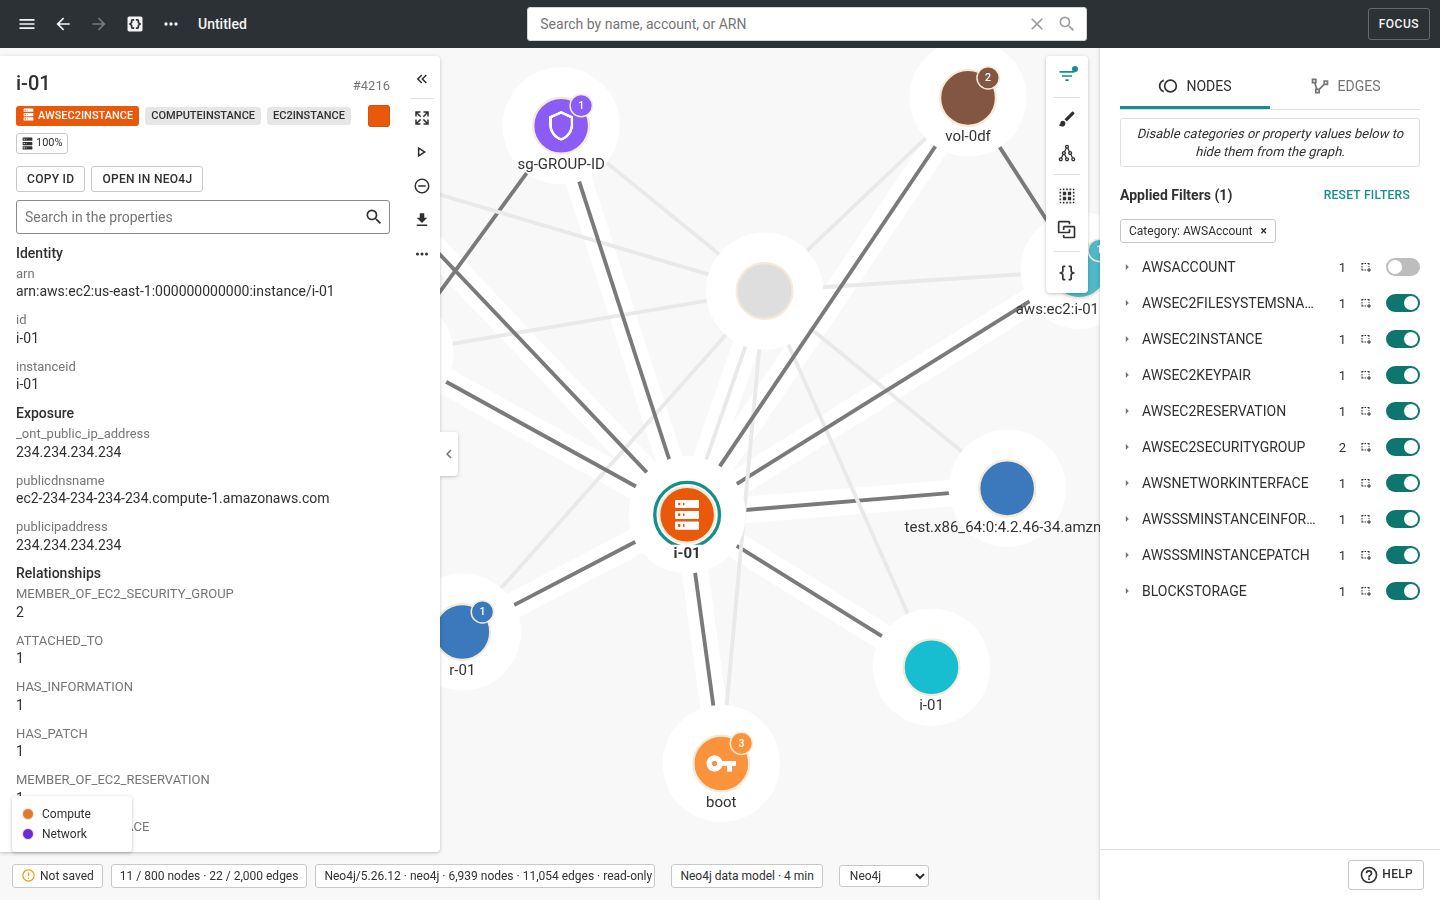 Untitled
Search by name, account, or ARN
FOCUS
i-01
#4216
AWSEC2INSTANCE
COMPUTEINSTANCE
EC2INSTANCE
100%
COPY ID
OPEN IN NEO4J
Search in the properties
Identity
arn
arn:aws:ec2:us-east-1:000000000000:instance/i-01
id
i-01
instanceid
i-01
Exposure
_ont_public_ip_address
234.234.234.234
publicdnsname
ec2-234-234-234-234.compute-1.amazonaws.com
publicipaddress
234.234.234.234
Relationships
MEMBER_OF_EC2_SECURITY_GROUP
2
ATTACHED_TO
1
HAS_INFORMATION
1
HAS_PATCH
1
MEMBER_OF_EC2_RESERVATION
Compute
Network
1
sg-GROUP-ID
2
vol-0df
aws:ec2:i-01
test.x86_64:0:4.2.46-34.amzn
i-01
1
r-01
i-01
3
boot
NODES
EDGES
Disable categories or property values below to
hide them from the graph.
Applied Filters (1)
RESET FILTERS
Category: AWSAccount ×
AWSACCOUNT 1
AWSEC2FILESYSTEMSNA… 1
AWSEC2INSTANCE 1
AWSEC2KEYPAIR 1
AWSEC2RESERVATION 1
AWSEC2SECURITYGROUP 2
AWSNETWORKINTERFACE 1
AWSSSMINSTANCEINFOR… 1
AWSSSMINSTANCEPATCH 1
BLOCKSTORAGE 1
Not saved
11 / 800 nodes · 22 / 2,000 edges
Neo4j/5.26.12 · neo4j · 6,939 nodes · 11,054 edges · read-only
Neo4j data model · 4 min
Neo4j
HELP